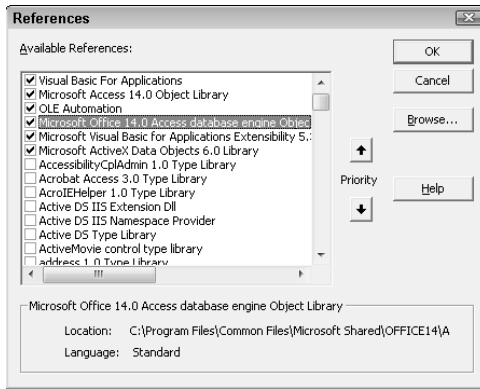 References
Available References:
Visual Basic For Applications
Microsoft Access 14.0 Object Library
OLE Automation
Microsoft Office 14.0 Access database engine Objec
Microsoft Visual Basic for Applications Extensibility 5.
Microsoft ActiveX Data Objects 6.0 Library
AccessibilityCplAdmin 1.0 Type Library
Acrobat Access 3.0 Type Library
AcroIEHelper 1.0 Type Library
Active DS IIS Extension Dll
Active DS IIS Namespace Provider
Active DS Type Library
ActiveMovie control type library
address 1.0 Type Library
OK
Cancel
Browse...
Priority
Help
Microsoft Office 14.0 Access database engine Object Library
Location: C:\Program Files\Common Files\Microsoft Shared\OFFICE14\A
Language: Standard